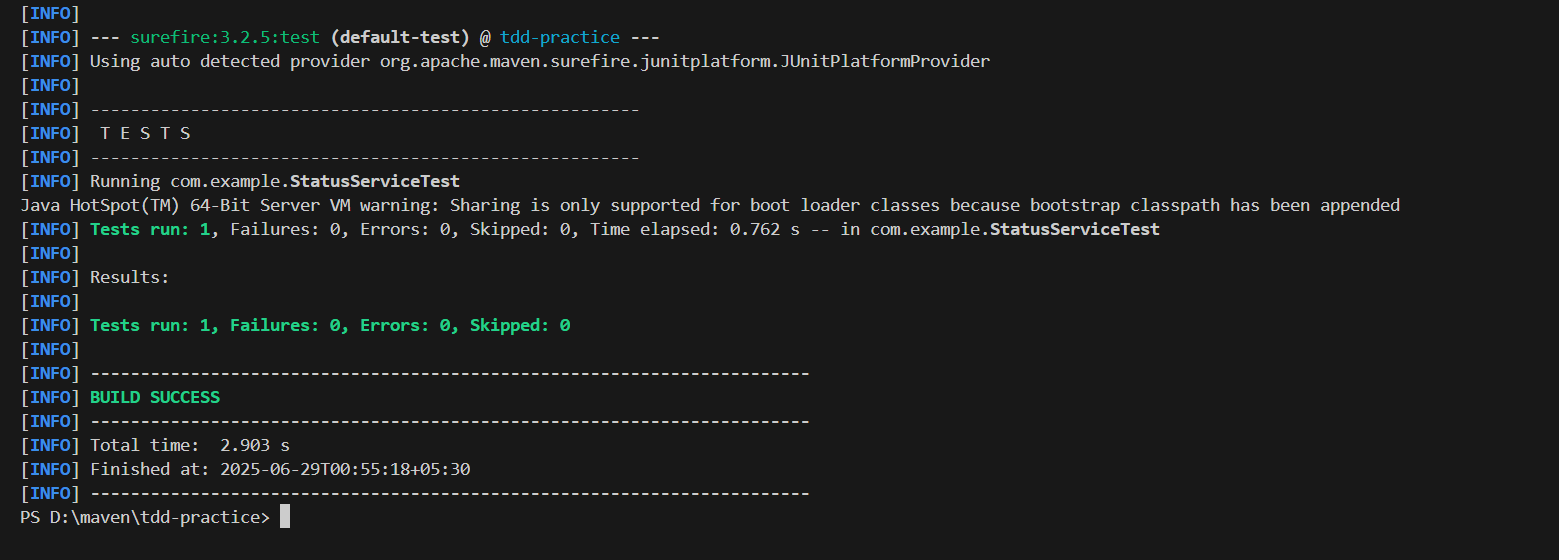 [INFO]
[INFO] --- surefire:3.2.5:test (default-test) @ tdd-practice ---
[INFO] Using auto detected provider org.apache.maven.surefire.junitplatform.JUnitPlatformProvider
[INFO]
[INFO] -------------------------------------------------------
[INFO]  T E S T S
[INFO] -------------------------------------------------------
[INFO] Running com.example.StatusServiceTest
Java HotSpot(TM) 64-Bit Server VM warning: Sharing is only supported for boot loader classes because bootstrap classpath has been appended
[INFO] Tests run: 1, Failures: 0, Errors: 0, Skipped: 0, Time elapsed: 0.762 s -- in com.example.StatusServiceTest
[INFO]
[INFO] Results:
[INFO]
[INFO] Tests run: 1, Failures: 0, Errors: 0, Skipped: 0
[INFO]
[INFO] ------------------------------------------------------------------------
[INFO] BUILD SUCCESS
[INFO] ------------------------------------------------------------------------
[INFO] Total time:  2.903 s
[INFO] Finished at: 2025-06-29T00:55:18+05:30
[INFO] ------------------------------------------------------------------------
PS D:\maven\tdd-practice>